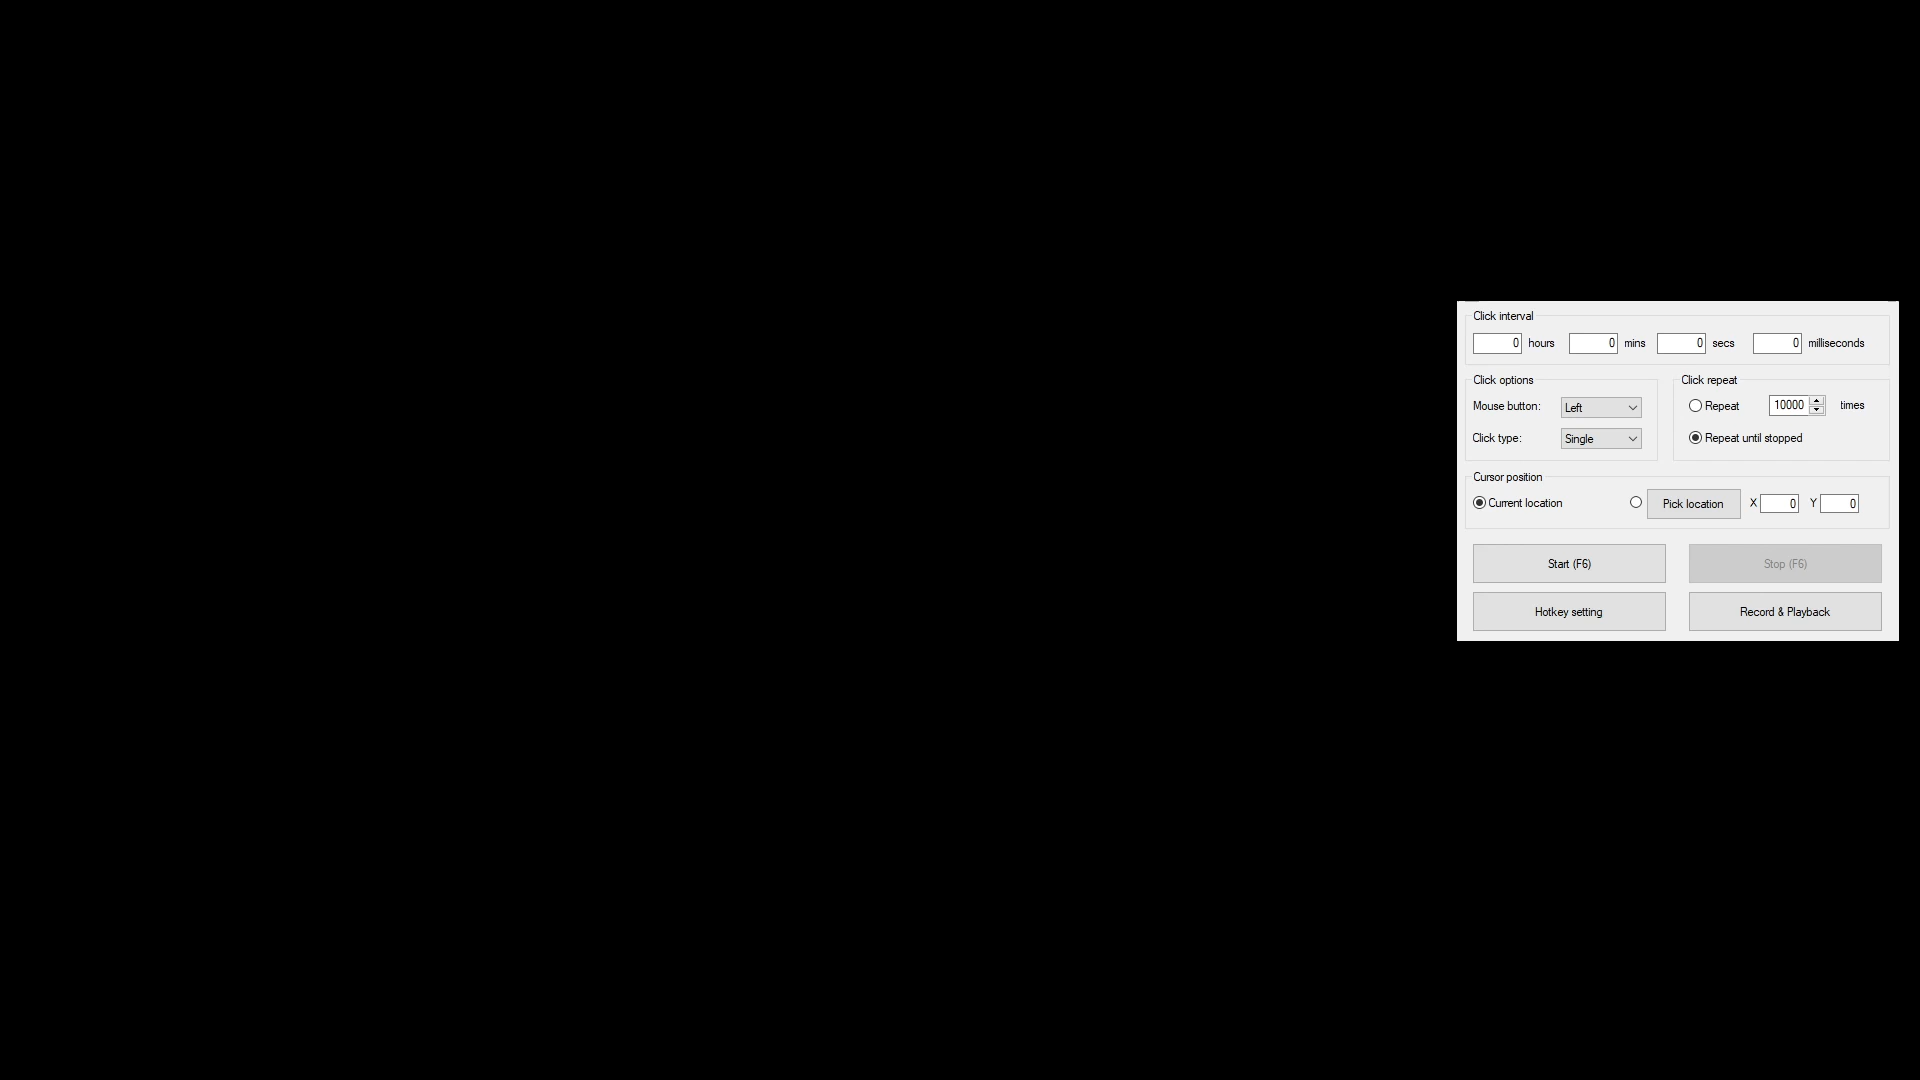 Click interval
0 hours 0 mins 0 secs 0 milliseconds
Click options
Mouse button: Left
Click type: Single
Click repeat
Repeat 10000 times
Repeat until stopped
Cursor position
Current location Pick location X 0 Y 0
Start (F6) Stop (F6)
Hotkey setting Record & Playback